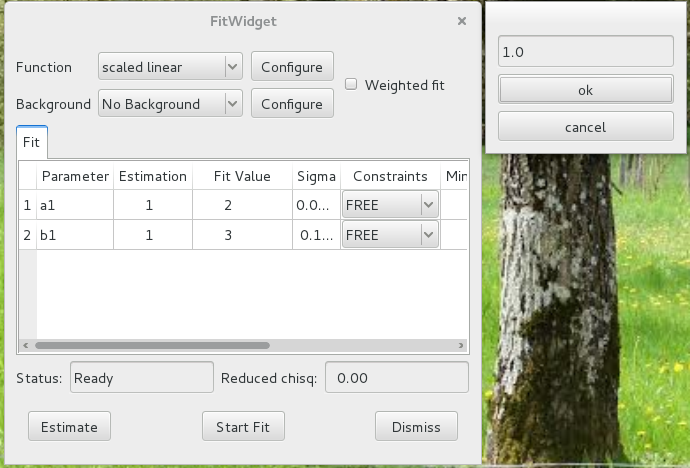 FitWidget
Function scaled linear Configure
Weighted fit
Background No Background Configure
Fit
Parameter Estimation Fit Value Sigma Constraints Min
1 a1 1 2 0.0... FREE
2 b1 1 3 0.1... FREE
Status: Ready Reduced chisq: 0.00
Estimate Start Fit Dismiss
1.0
ok
cancel